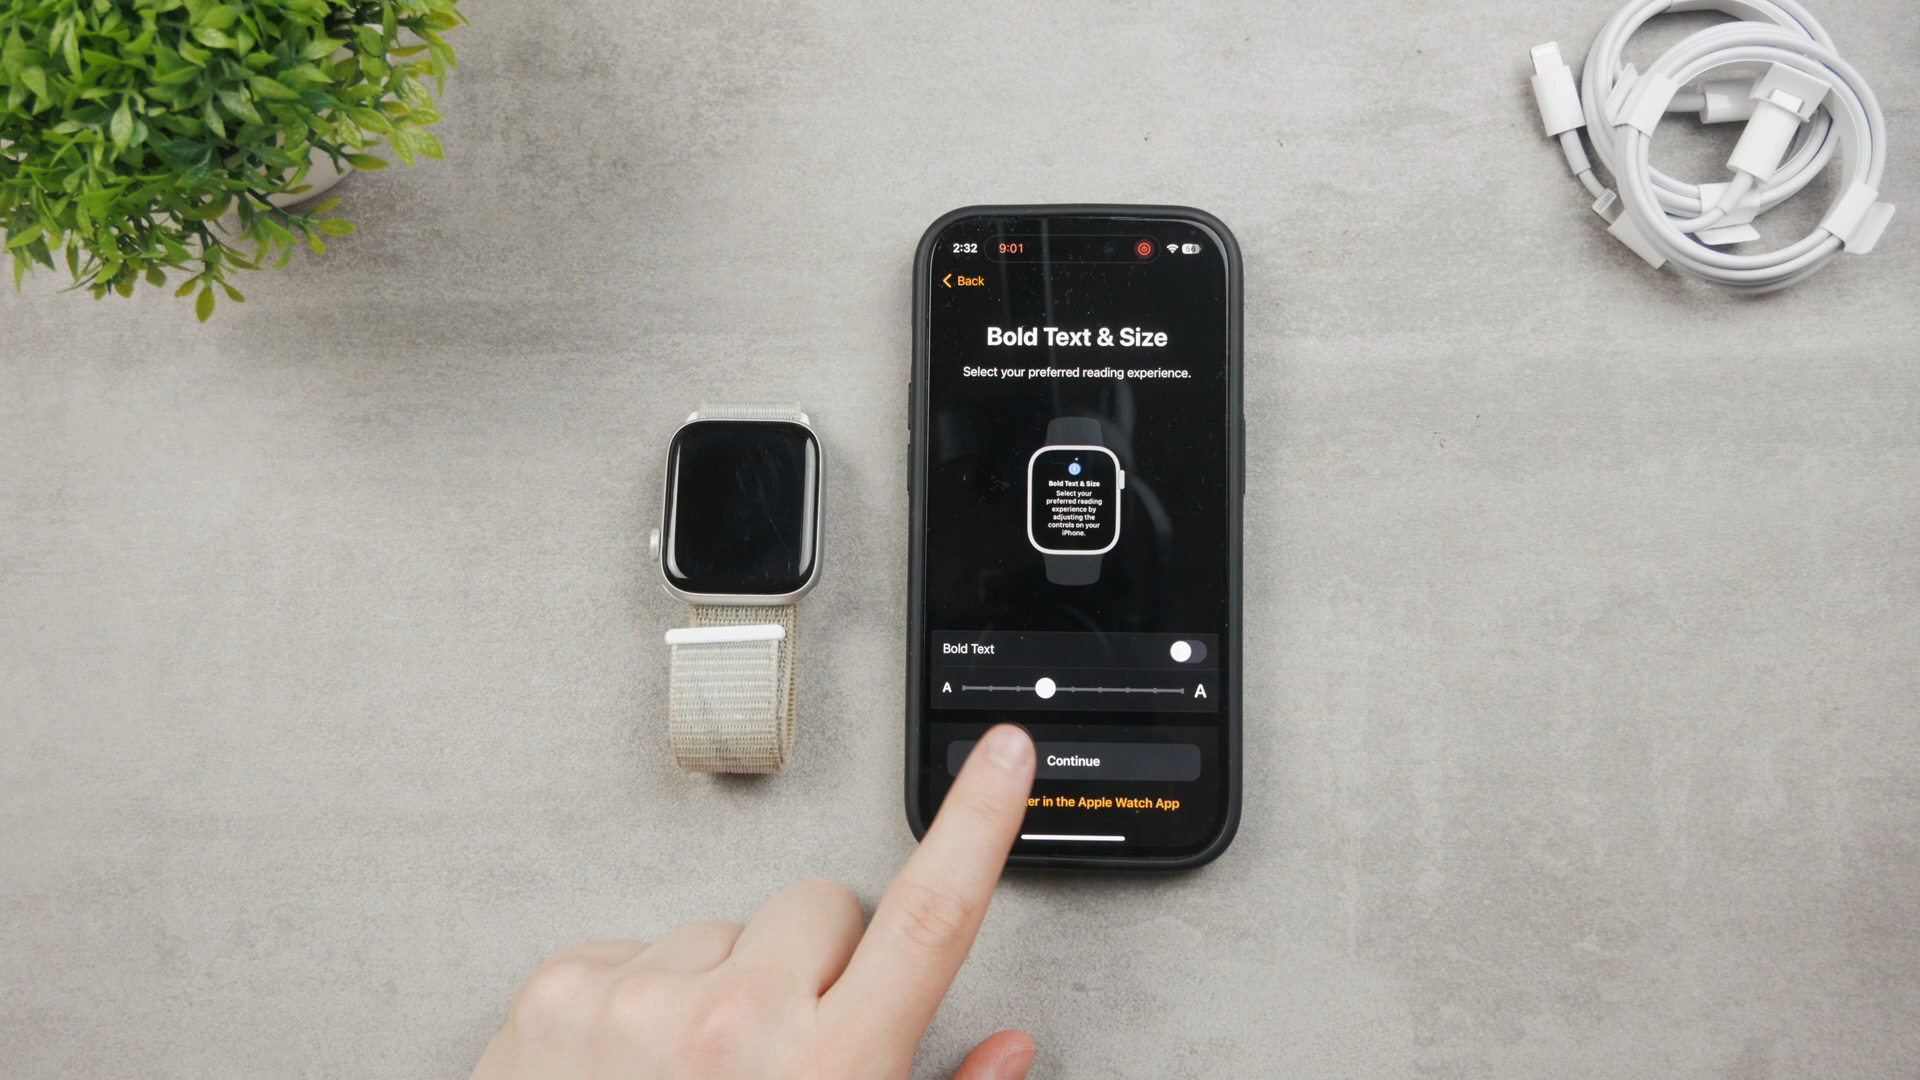 2:32 9:01 56
Back
Bold Text & Size
Select your preferred reading experience.
Bold Text & Size
Select your
preferred reading
experience by
adjusting the
controls on your
iPhone.
Bold Text
A A
Continue
in the Apple Watch App